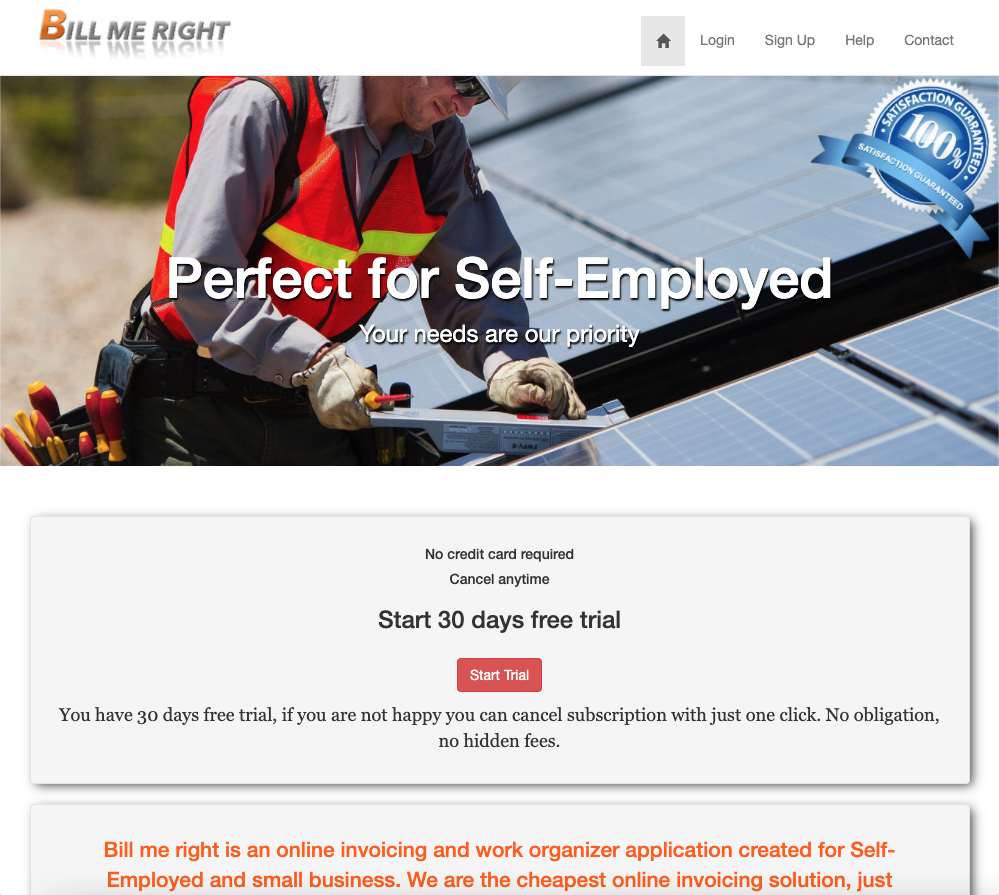 BILL ME RIGHT
Login
Sign Up
Help
Contact
SATISFACTION GUARANTEED
100%
SATISFACTION GUARANTEED
Perfect for Self-Employed
Your needs are our priority
No credit card required
Cancel anytime
Start 30 days free trial
Start Trial
You have 30 days free trial, if you are not happy you can cancel subscription with just one click. No obligation,
no hidden fees.
Bill me right is an online invoicing and work organizer application created for Self-
Employed and small business. We are the cheapest online invoicing solution, just